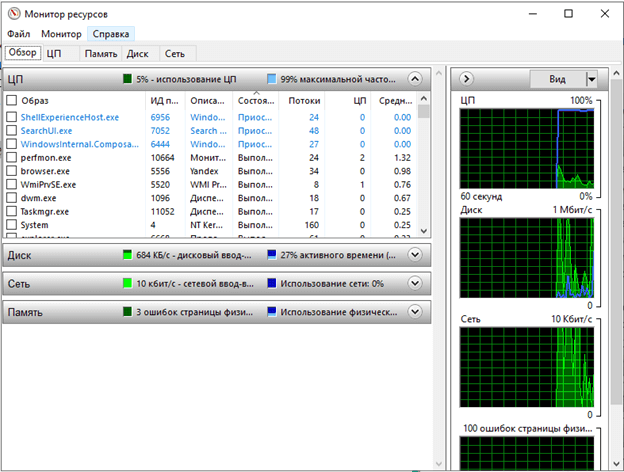 Монитор ресурсов
Файл Монитор Справка
Обзор ЦП Память Диск Сеть
ЦП 5% - использование ЦП 99% максимальной часто...
Образ ИД п... Описа... Состоя... Потоки ЦП Средн...
ShellExperienceHost.exe 6956 Windo... Приос... 24 0 0.00
SearchUI.exe 7052 Search ... Приос... 48 0 0.00
WindowsInternal.Composa... 6444 Windo... Приос... 27 0 0.00
perfmon.exe 10664 Монит... Выпол... 24 2 1.32
browser.exe 5556 Yandex Выпол... 34 0 0.98
WmiPrvSE.exe 5520 WMI Pr... Выпол... 8 1 0.76
dwm.exe 1096 Диспе... Выпол... 18 0 0.67
Taskmgr.exe 11052 Диспе... Выпол... 17 0 0.25
System 4 NT Ker... Выпол... 160 0 0.25
Диск 684 КБ/с - дисковый ввод-... 27% активного времени (...
Сеть 10 кбит/с - сетевой ввод-в... Использование сети: 0%
Память 3 ошибок страницы физи... Использование физическ...
Вид
ЦП 100%
60 секунд 0%
Диск 1 Мбит/с
0
Сеть 10 Кбит/с
0
100 ошибок страницы физи...